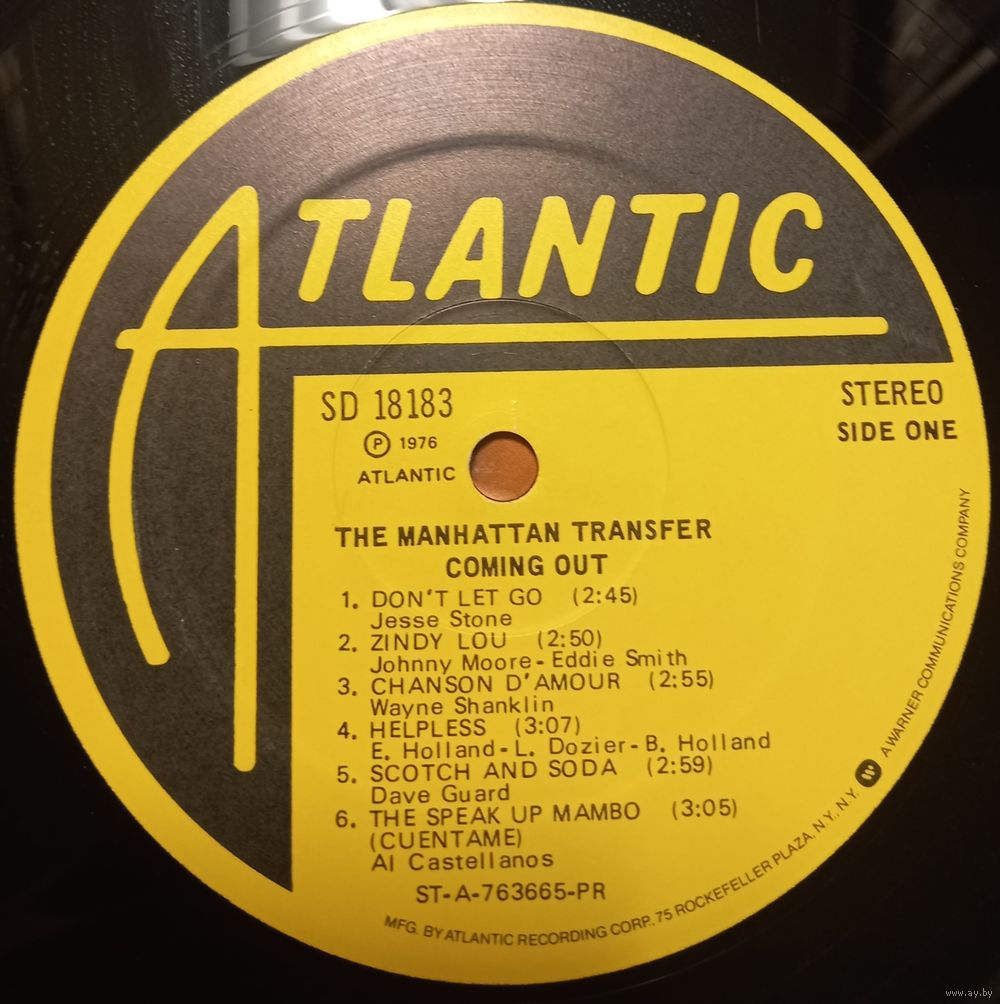 ATLANTIC
SD 18183
STEREO
Ⓟ 1976
SIDE ONE
ATLANTIC
THE MANHATTAN TRANSFER
COMING OUT
1. DON'T LET GO (2:45)
Jesse Stone
2. ZINDY LOU (2:50)
Johnny Moore-Eddie Smith
3. CHANSON D'AMOUR (2:55)
Wayne Shanklin
4. HELPLESS (3:07)
E. Holland-L. Dozier-B. Holland
5. SCOTCH AND SODA (2:59)
Dave Guard
6. THE SPEAK UP MAMBO (3:05)
(CUENTAME)
Al Castellanos
ST-A-763665-PR
MFG. BY ATLANTIC RECORDING CORP., 75 ROCKEFELLER PLAZA, N.Y., N.Y. A WARNER COMMUNICATIONS COMPANY
www.ay.by